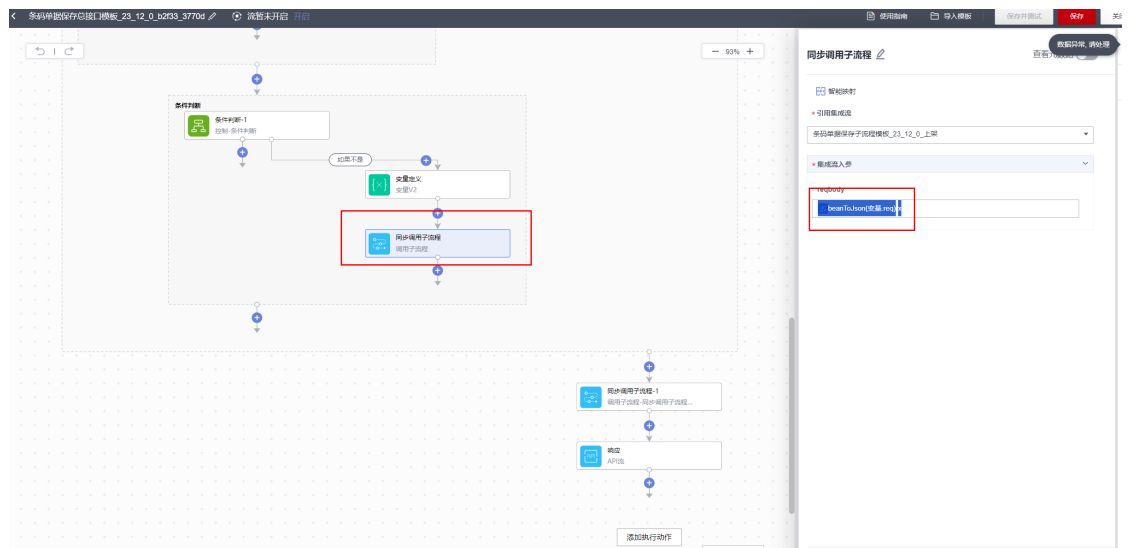 条码单据保存总接口模板_23_12_0_b2f33_3770d
流暂未开启 开启
使用指南
导入模板
保存并测试
保存
关闭
数据异常, 请处理
93%
条件判断
条件判断-1
控制-条件判断
如果不是
变量定义
变量V2
同步调用子流程
调用子流程
同步调用子流程-1
调用子流程-同步调用子流程...
响应
API流
添加执行动作
同步调用子流程
智能映射
* 引用集成流
条码单据保存子流程模板_23_12_0_上架
* 集成流入参
reqbody
beanToJson(变量.req) x